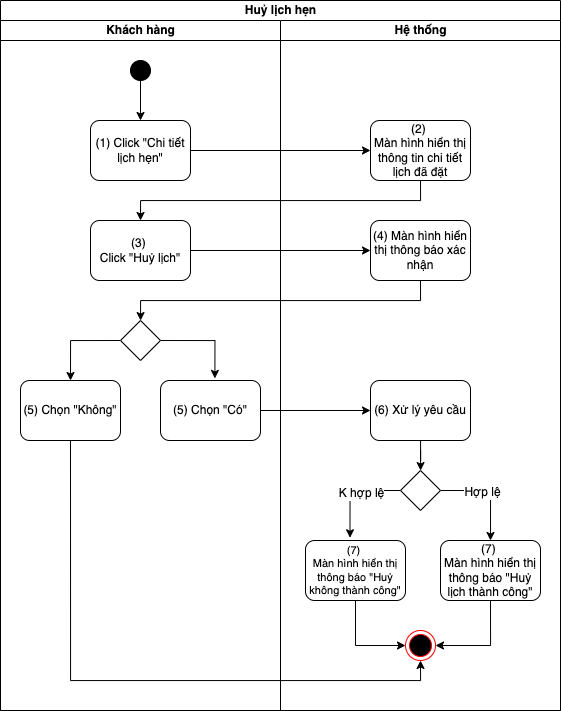 Huỷ lịch hẹn
Khách hàng
Hệ thống
(1) Click "Chi tiết
lịch hẹn"
(2)
Màn hình hiển thị
thông tin chi tiết
lịch đã đặt
(3)
Click "Huỷ lịch"
(4) Màn hình hiển
thị thông báo xác
nhận
(5) Chọn "Không"
(5) Chọn "Có"
(6) Xử lý yêu cầu
K hợp lệ
Hợp lệ
(7)
Màn hình hiển thị
thông báo "Huỷ
không thành công"
(7)
Màn hình hiển thị
thông báo "Huỷ
lịch thành công"